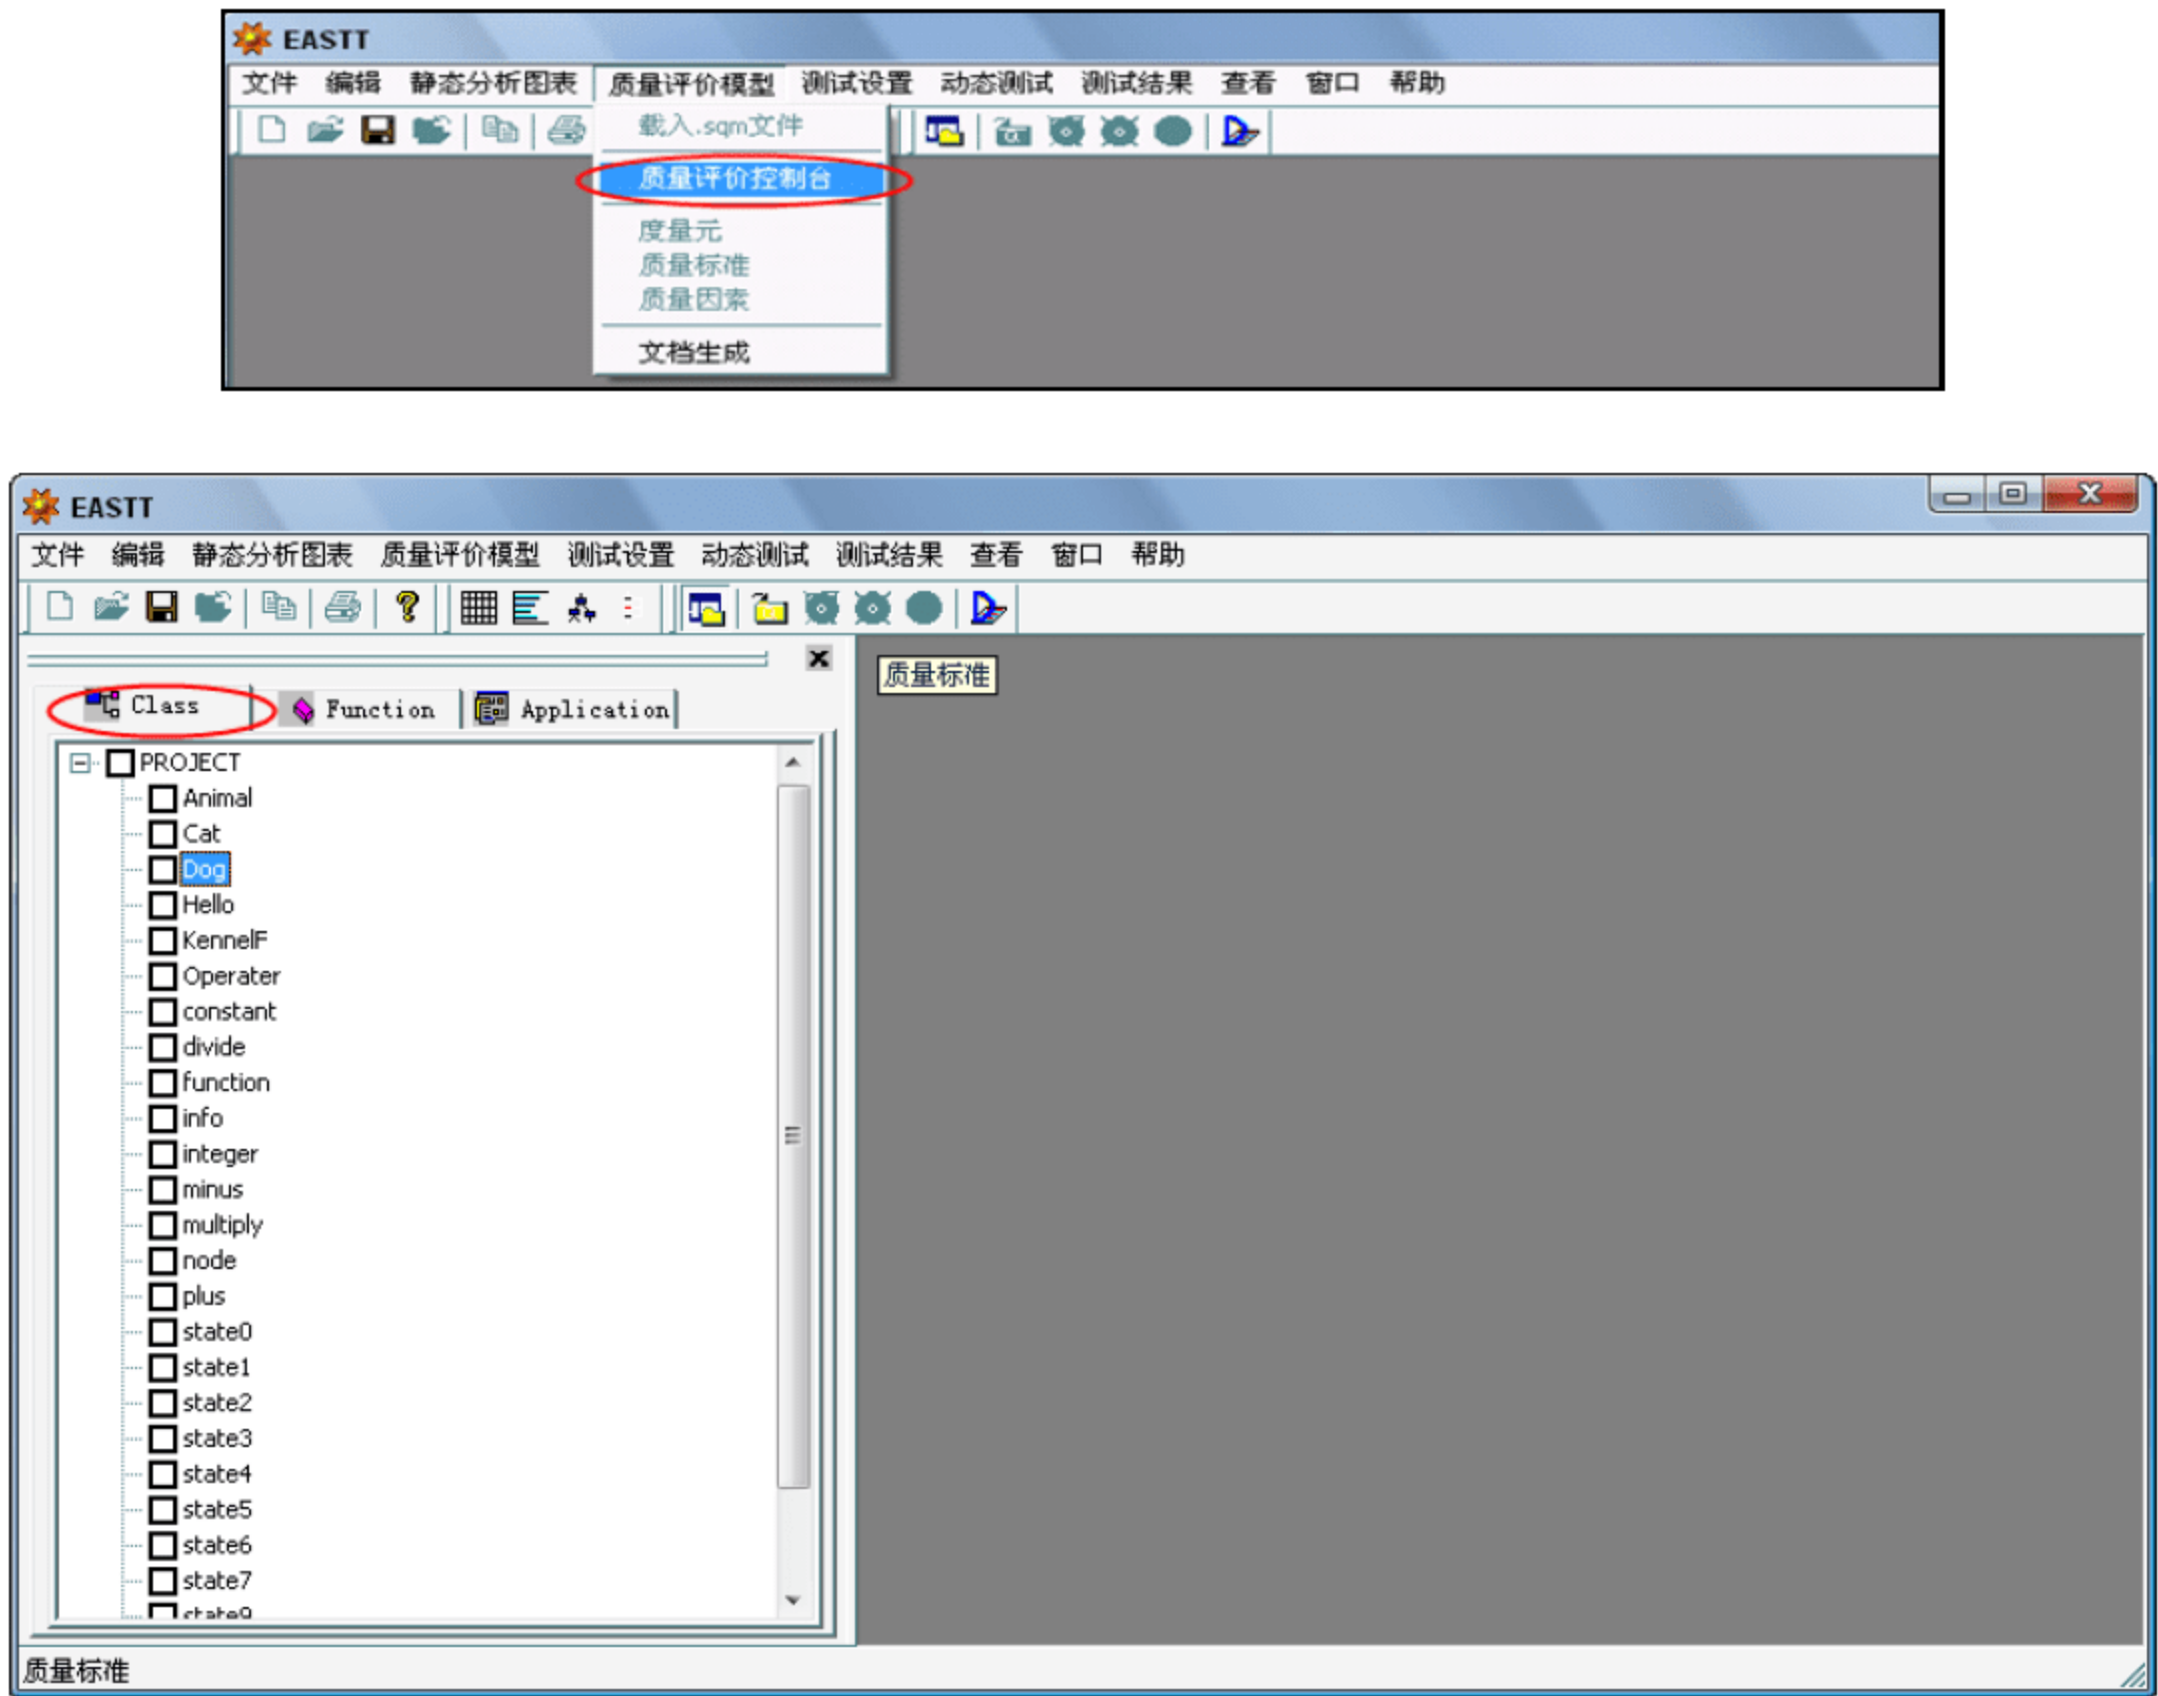 EASTT
文件 编辑 静态分析图表 质量评价模型 测试设置 动态测试 测试结果 查看 窗口 帮助
载入.sqm文件
质量评价控制台
度量元
质量标准
质量因素
文档生成
EASTT
文件 编辑 静态分析图表 质量评价模型 测试设置 动态测试 测试结果 查看 窗口 帮助
质量标准
Class Function Application
PROJECT
Animal
Cat
Dog
Hello
KennelF
Operater
constant
divide
function
info
integer
minus
multiply
node
plus
state0
state1
state2
state3
state4
state5
state6
state7
质量标准